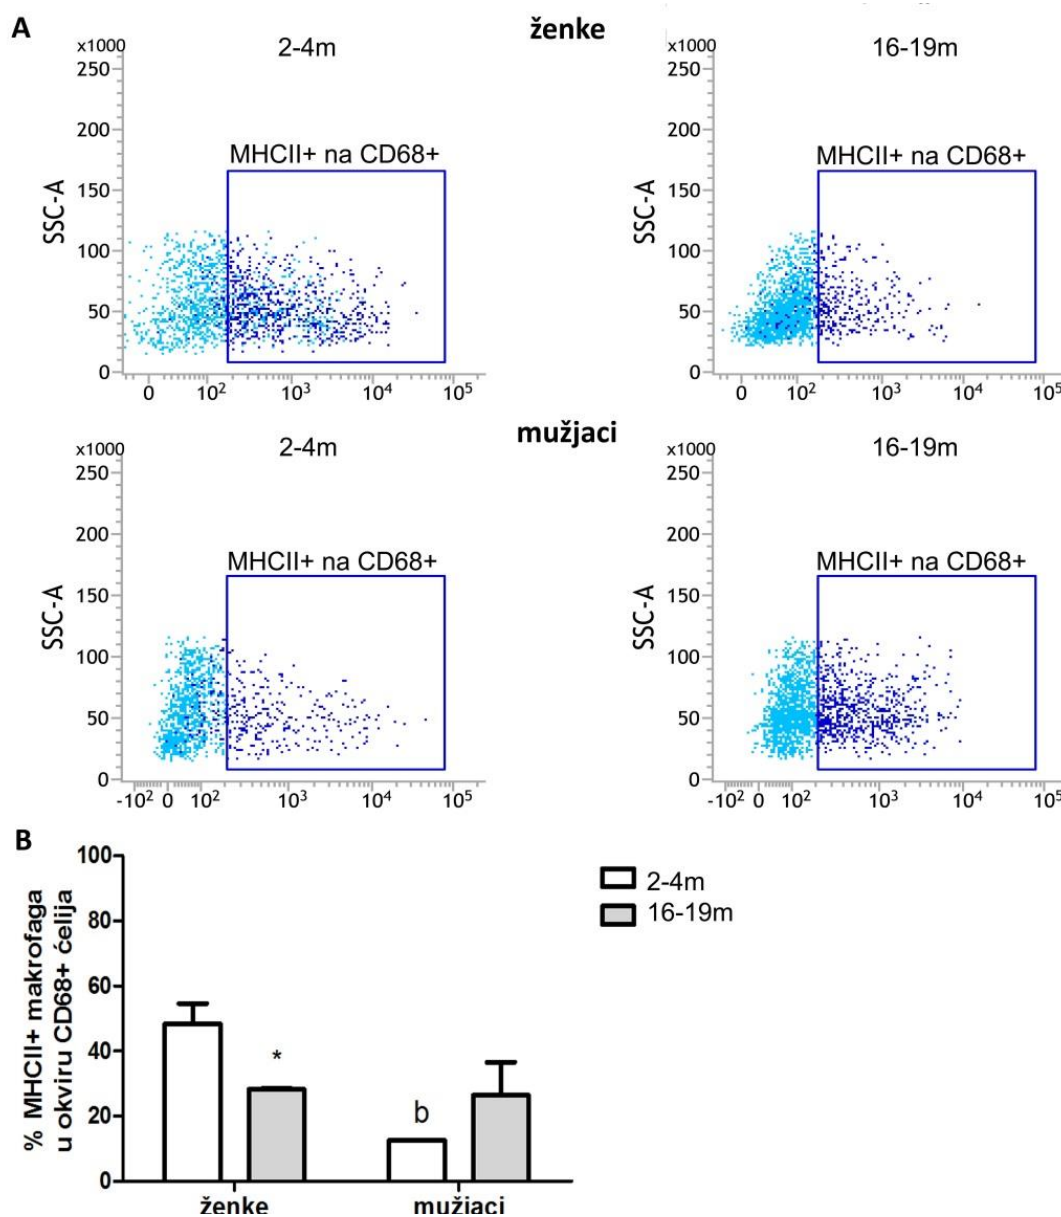 A
ženke
2-4m
16-19m
x1000
250
200
150
100
50
0
SSC-A
MHCII+ na CD68+
0 10² 10³ 10⁴ 10⁵
x1000
250
200
150
100
50
0
SSC-A
MHCII+ na CD68+
0 10² 10³ 10⁴ 10⁵
mužjaci
2-4m
16-19m
x1000
250
200
150
100
50
0
SSC-A
MHCII+ na CD68+
-10² 0 10² 10³ 10⁴ 10⁵
x1000
250
200
150
100
50
0
SSC-A
MHCII+ na CD68+
-10² 0 10² 10³ 10⁴ 10⁵
B
% MHCII+ makrofaga
u okviru CD68+ ćelija
100
80
60
40
20
0
*
b
ženke mužjaci
2-4m
16-19m